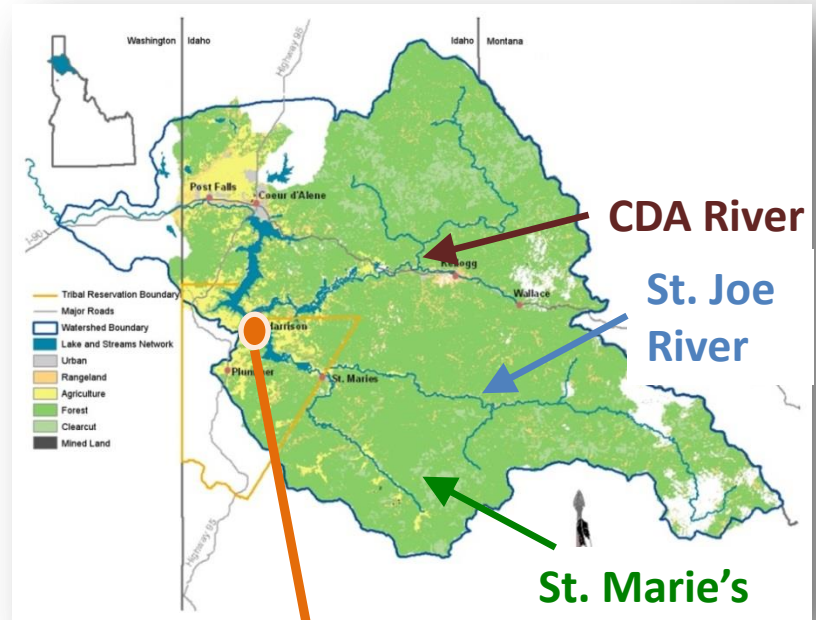 Washington
Idaho
Highway 95
Idaho
Montana
Post Falls
Coeur d'Alene
I-90
CDA River
Kellogg
Wallace
St. Joe
River
Tribal Reservation Boundary
Major Roads
Watershed Boundary
Lake and Streams Network
Urban
Rangeland
Agriculture
Forest
Clearcut
Mined Land
Harrison
Plummer
St. Maries
Highway 95
St. Marie's